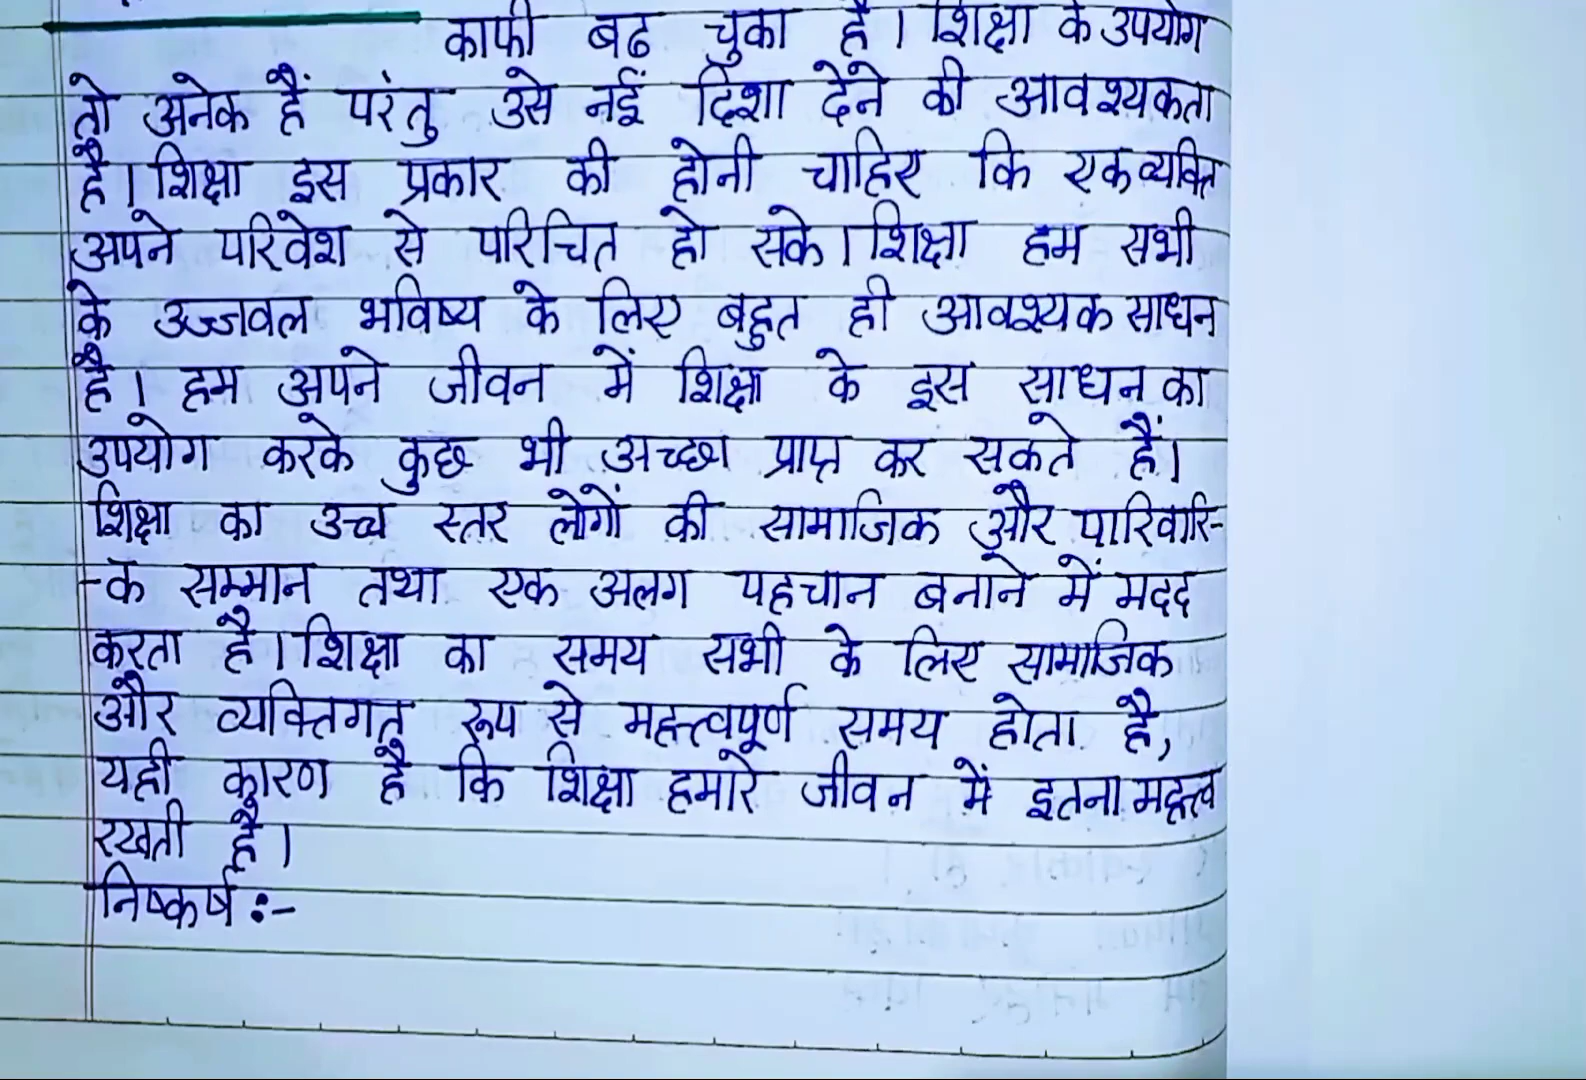 काफी बढ चुका है। शिक्षा के उपयोग
तो अनेक हैं परंतु उसे नई दिशा देने की आवश्यकता
है। शिक्षा इस प्रकार की होनी चाहिए कि एक व्यक्ति
अपने परिवेश से परिचित हो सके। शिक्षा हम सभी
के उज्जवल भविष्य के लिए बहुत ही आवश्यक साधन
है। हम अपने जीवन में शिक्षा के इस साधन का
उपयोग करके कुछ भी अच्छा प्राप्त कर सकते हैं।
शिक्षा का उच्च स्तर लोगों की सामाजिक और पारिवारि-
-क सम्मान तथा एक अलग पहचान बनाने में मदद
करता है। शिक्षा का समय सभी के लिए सामाजिक
और व्यक्तिगत रूप से महत्त्वपूर्ण समय होता है,
यही कारण है कि शिक्षा हमारे जीवन में इतना महत्त्व
रखती है।
निष्कर्ष :-